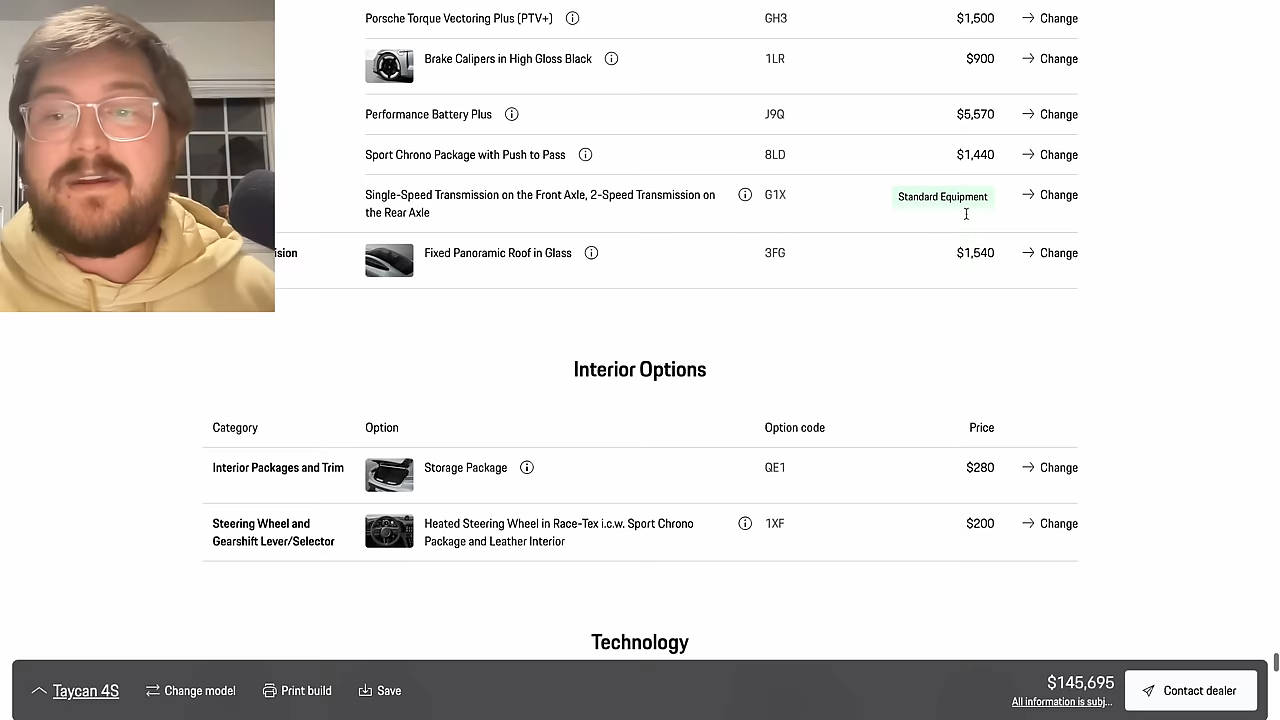 Porsche Torque Vectoring Plus (PTV+) GH3 $1,500 Change
Brake Calipers in High Gloss Black 1LR $900 Change
Performance Battery Plus J9Q $5,570 Change
Sport Chrono Package with Push to Pass 8LD $1,440 Change
Single-Speed Transmission on the Front Axle, 2-Speed Transmission on G1X Standard Equipment Change
the Rear Axle
ision Fixed Panoramic Roof in Glass 3FG $1,540 Change
Interior Options
Category Option Option code Price
Interior Packages and Trim Storage Package QE1 $280 Change
Steering Wheel and Heated Steering Wheel in Race-Tex i.c.w. Sport Chrono 1XF $200 Change
Gearshift Lever/Selector Package and Leather Interior
Technology
Taycan 4S Change model Print build Save $145,695 Contact dealer
All information is subj...